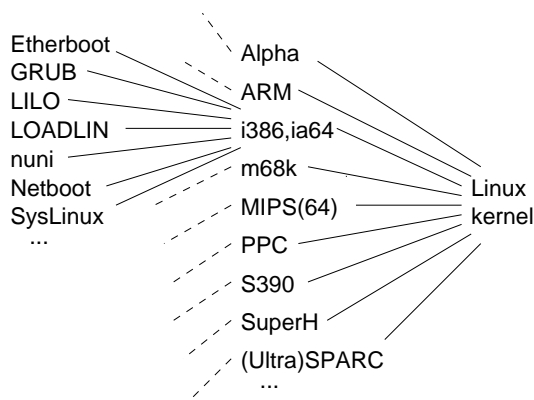 Etherboot
GRUB
LILO
LOADLIN
nuni
Netboot
SysLinux
...
Alpha
ARM
i386,ia64
m68k
MIPS(64)
PPC
S390
SuperH
(Ultra)SPARC
...
Linux
kernel